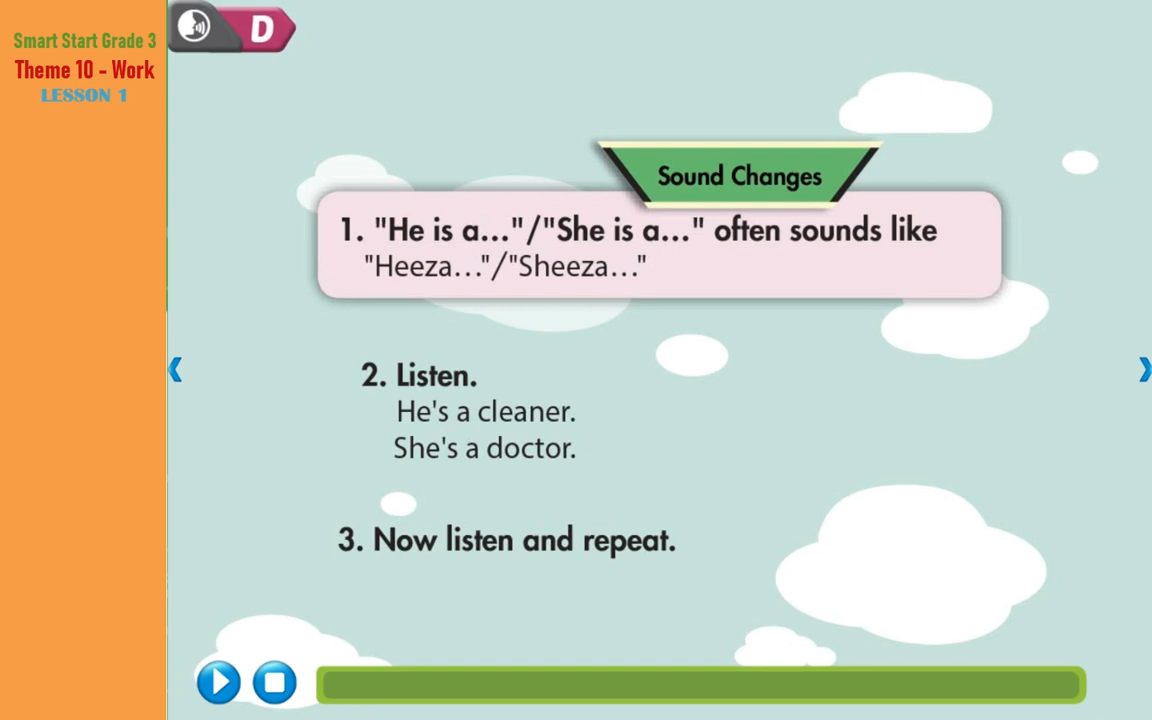 Smart Start Grade 3
Theme 10 - Work
LESSON 1
D
Sound Changes
1. "He is a..."/"She is a..." often sounds like
"Heeza..."/"Sheeza..."
2. Listen.
He's a cleaner.
She's a doctor.
3. Now listen and repeat.